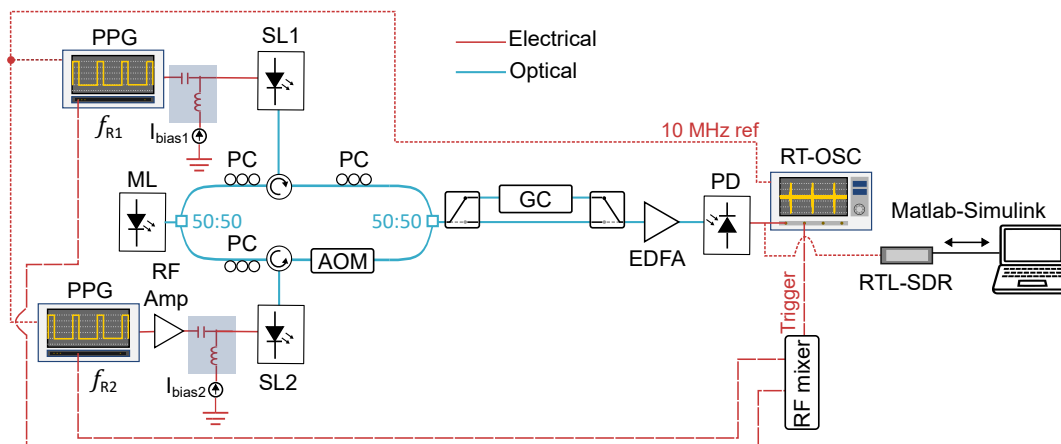 PPG
SL1
Electrical
Optical
f_R1
I_bias1
10 MHz ref
RT-OSC
PC
PC
ML
50:50
50:50
GC
PD
Matlab-Simulink
PC
AOM
EDFA
RTL-SDR
PPG
RF
Amp
Trigger
f_R2
I_bias2
SL2
RF mixer